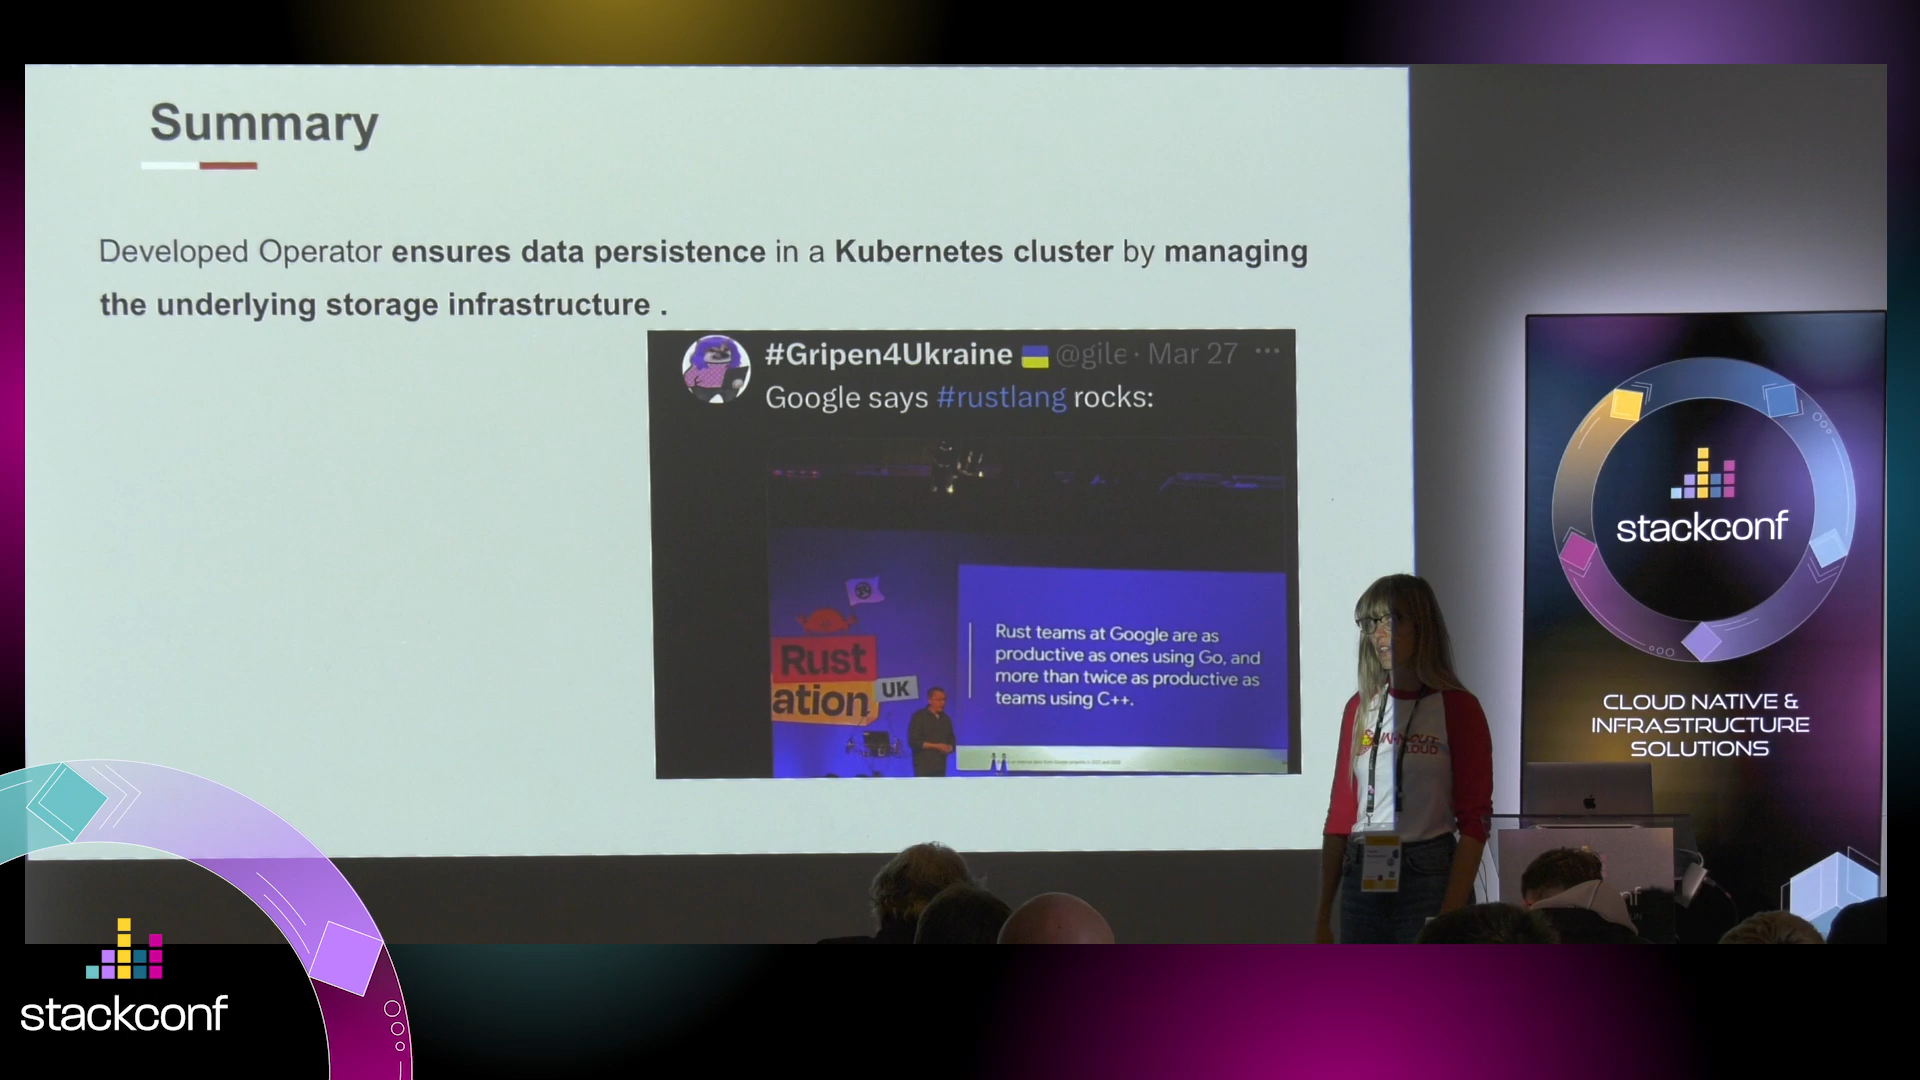 Summary
Developed Operator ensures data persistence in a Kubernetes cluster by managing
the underlying storage infrastructure .
#Gripen4Ukraine @gile · Mar 27 ···
Google says #rustlang rocks:
Rust
ation
UK
Rust teams at Google are as
productive as ones using Go, and
more than twice as productive as
teams using C++.
stackconf
CLOUD NATIVE &
INFRASTRUCTURE
SOLUTIONS
stackconf